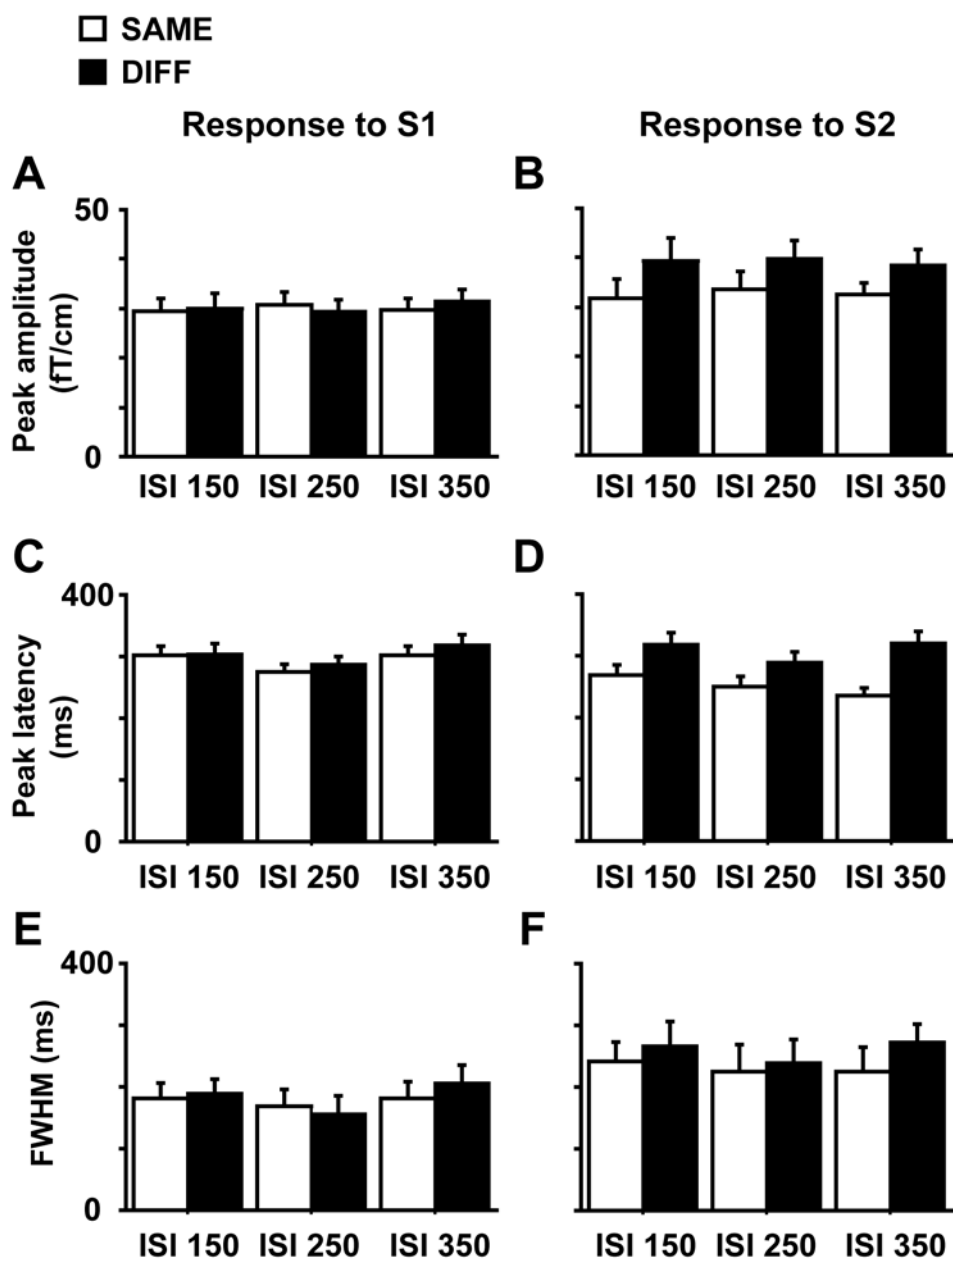 SAME
DIFF
Response to S1 Response to S2
A B
50
Peak amplitude
(fT/cm)
0
ISI 150 ISI 250 ISI 350 ISI 150 ISI 250 ISI 350
C D
400
Peak latency
(ms)
0
ISI 150 ISI 250 ISI 350 ISI 150 ISI 250 ISI 350
E F
400
FWHM (ms)
0
ISI 150 ISI 250 ISI 350 ISI 150 ISI 250 ISI 350